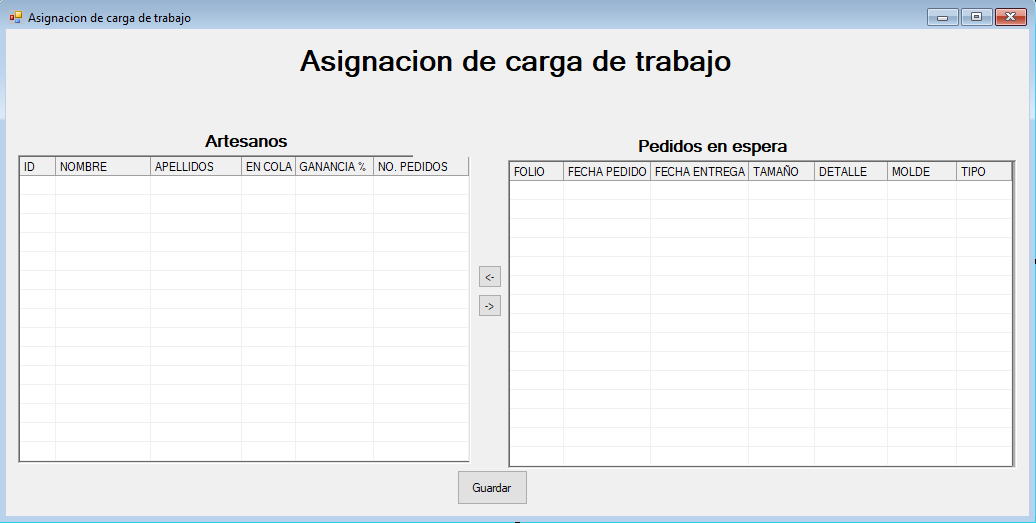 Asignacion de carga de trabajo
Asignacion de carga de trabajo
Artesanos
ID NOMBRE APELLIDOS EN COLA GANANCIA % NO. PEDIDOS
Pedidos en espera
FOLIO FECHA PEDIDO FECHA ENTREGA TAMAÑO DETALLE MOLDE TIPO
<-
->
Guardar